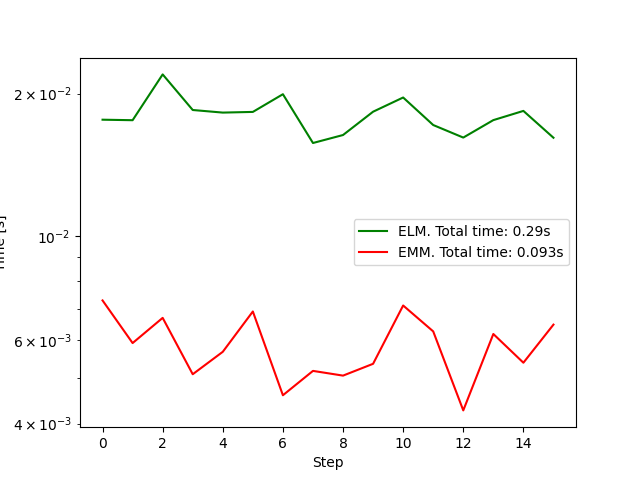 2 × 10⁻²
10⁻²
6 × 10⁻³
4 × 10⁻³
ELM. Total time: 0.29s
EMM. Total time: 0.093s
0 2 4 6 8 10 12 14
Step
Time [s]